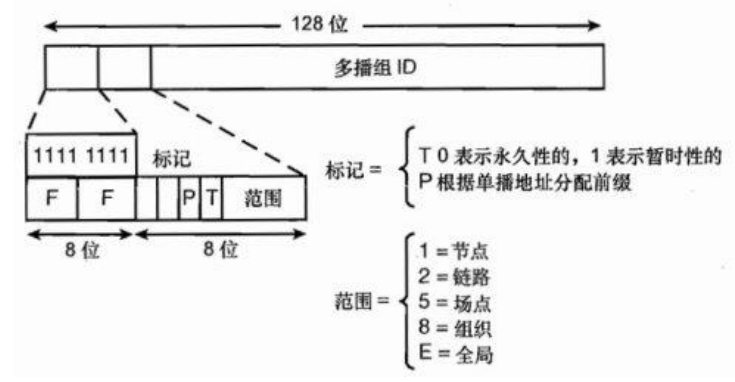 128 位
多播组 ID
1111 1111
标记
F F P T 范围
8 位 8 位
标记 =
T 0 表示永久性的，1 表示暂时性的
P 根据单播地址分配前缀
范围 =
1 = 节点
2 = 链路
5 = 场点
8 = 组织
E = 全局